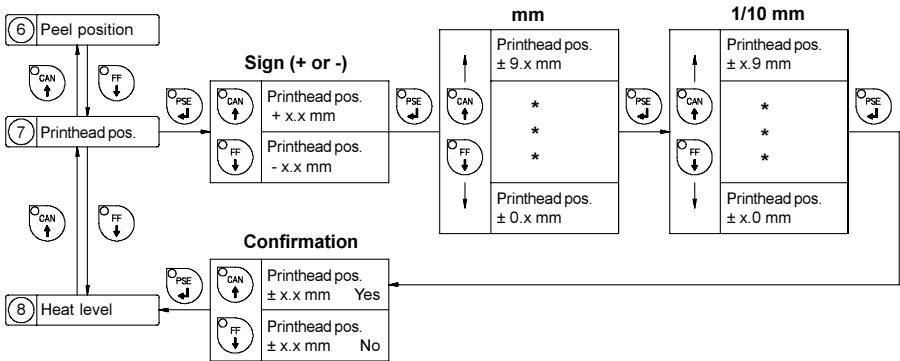 mm
1/10 mm
6 Peel position
Printhead pos.
± 9.x mm
Printhead pos.
± x.9 mm
Sign (+ or -)
CAN
FF
PSE
CAN
Printhead pos.
+ x.x mm
PSE
CAN
*
PSE
CAN
*
PSE
7 Printhead pos.
*
*
FF
Printhead pos.
- x.x mm
FF
*
FF
*
Printhead pos.
± 0.x mm
Printhead pos.
± x.0 mm
CAN
FF
Confirmation
PSE
CAN
Printhead pos.
± x.x mm Yes
8 Heat level
FF
Printhead pos.
± x.x mm No